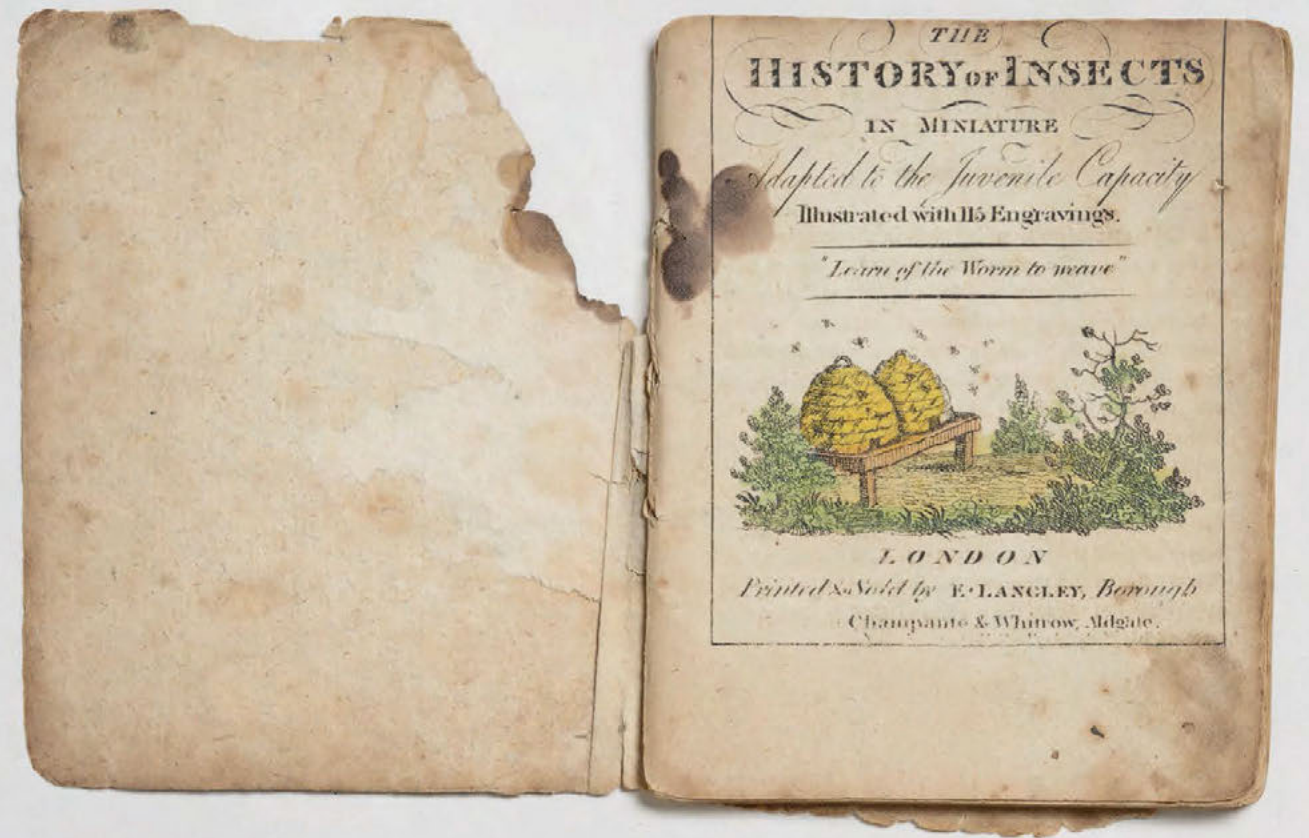 THE
HISTORY OF INSECTS
IN MINIATURE
Adapted to the Juvenile Capacity
Illustrated with 115 Engravings.
"Learn of the Worm to weave"
LONDON
Printed & Sold by E. LANGLEY, Borough
Champante & Whitrow, Aldgate.